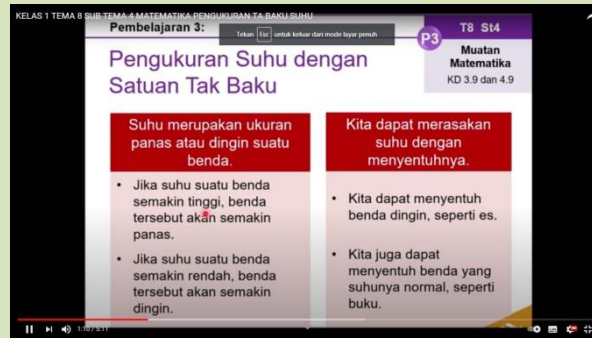 KELAS 1 TEMA 8 SUB TEMA 4 MATEMATIKA PENGUKURAN TA BAKU SUHU
Pembelajaran 3:
Tekan Esc untuk keluar dari mode layar penuh
P3
T8 St4
Muatan
Matematika
KD 3.9 dan 4.9
Pengukuran Suhu dengan
Satuan Tak Baku
Suhu merupakan ukuran
panas atau dingin suatu
benda.
• Jika suhu suatu benda
semakin tinggi, benda
tersebut akan semakin
panas.
• Jika suhu suatu benda
semakin rendah, benda
tersebut akan semakin
dingin.
Kita dapat merasakan
suhu dengan
menyentuhnya.
• Kita dapat menyentuh
benda dingin, seperti es.
• Kita juga dapat
menyentuh benda yang
suhunya normal, seperti
buku.
1:10 / 5:11